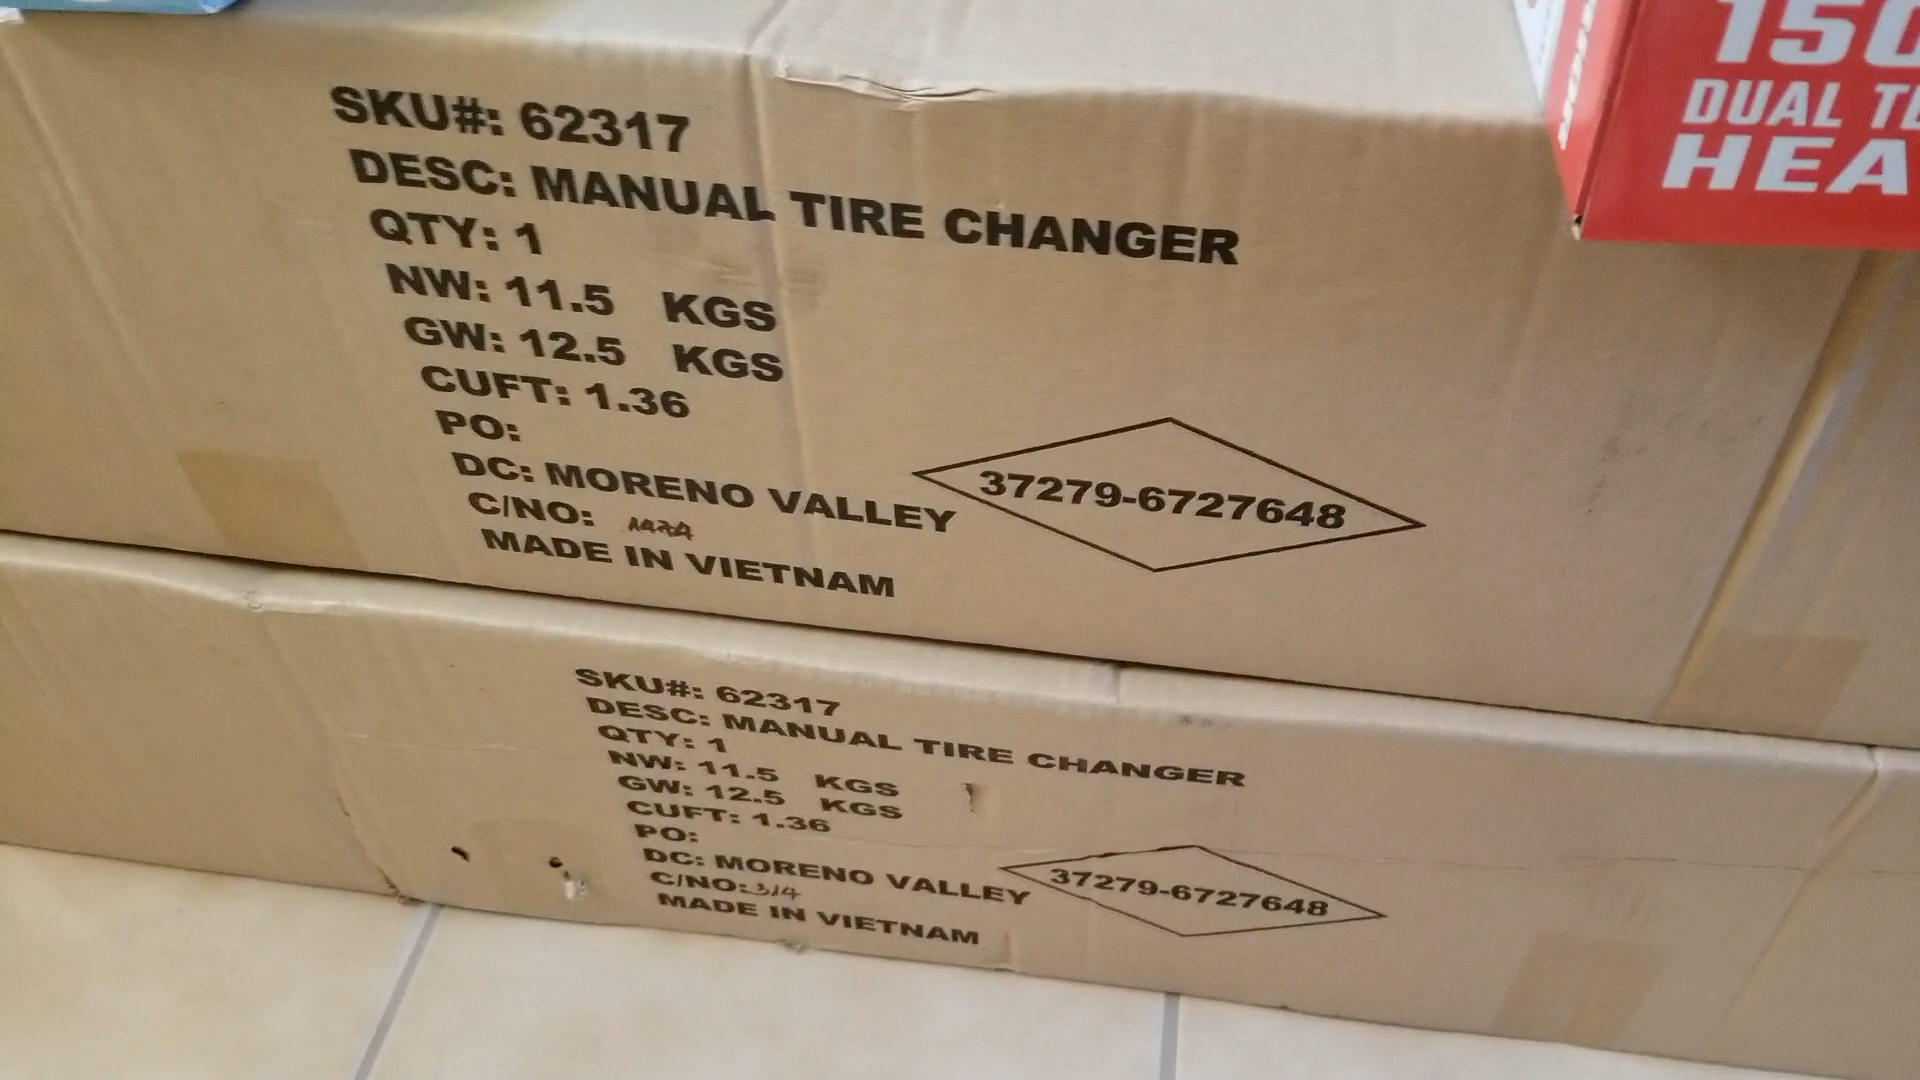 SKU#: 62317
DESC: MANUAL TIRE CHANGER
QTY: 1
NW: 11.5 KGS
GW: 12.5 KGS
CUFT: 1.36
PO:
DC: MORENO VALLEY
C/NO:
MADE IN VIETNAM
37279-6727648
SKU#: 62317
DESC: MANUAL TIRE CHANGER
QTY: 1
NW: 11.5 KGS
GW: 12.5 KGS
CUFT: 1.36
PO:
DC: MORENO VALLEY
C/NO: 314
MADE IN VIETNAM
37279-6727648
DUAL